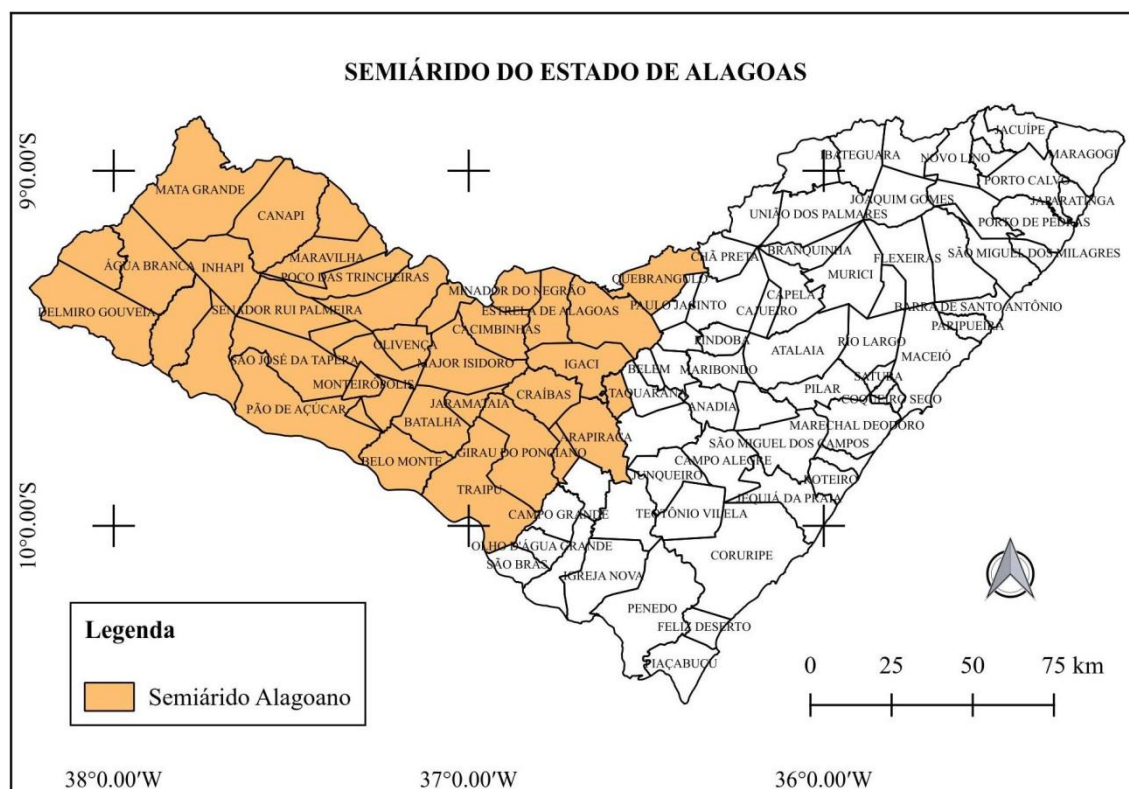 SEMIÁRIDO DO ESTADO DE ALAGOAS
9°0.00'S
10°0.00'S
JACUÍPE
IBATEGUARA
NOVO LINO
MARAGOGI
MATA GRANDE
PORTO CALVO
JOAQUIM GOMES
JAPARATINGA
CANAPI
UNIÃO DOS PALMARES
PORTO DE PEDRAS
BRANQUINHA
SÃO MIGUEL DOS MILAGRES
MARAVILHA
CHÃ PRETA
FLEXEIRAS
ÁGUA BRANCA
INHAPI
POÇO DAS TRINCHEIRAS
QUEBRANGULO
MURICI
MINADOR DO NEGRÃO
CAPELA
DELMIRO GOUVEIA
SENADOR RUI PALMEIRA
ESTRELA DE ALAGOAS
PAULO JACINTO
CAJUEIRO
BARRA DE SANTO ANTÔNIO
CACIMBINHAS
PARIPUEIRA
PINDOBA
RIO LARGO
OLIVENÇA
ATALAIA
MACEIÓ
SÃO JOSÉ DA TAPERA
MAJOR ISIDORO
IGACI
BELÉM
MARIBONDO
SATUBA
MONTEIRÓPOLIS
CRAÍBAS
TAQUARANA
PILAR
COQUEIRO SECO
PÃO DE AÇÚCAR
JARAMATAIA
ANADIA
BATALHA
MARECHAL DEODORO
ARAPIRACA
SÃO MIGUEL DOS CAMPOS
BELO MONTE
GIRAU DO PONCIANO
CAMPO ALEGRE
JUNQUEIRO
ROTEIRO
TRAIPU
JEQUIÁ DA PRAIA
CAMPO GRANDE
TEOTÔNIO VILELA
OLHO D'ÁGUA GRANDE
CORURIPE
SÃO BRÁS
IGREJA NOVA
PENEDO
FELIZ DESERTO
PIAÇABUÇU
Legenda
Semiárido Alagoano
0 25 50 75 km
38°0.00'W 37°0.00'W 36°0.00'W